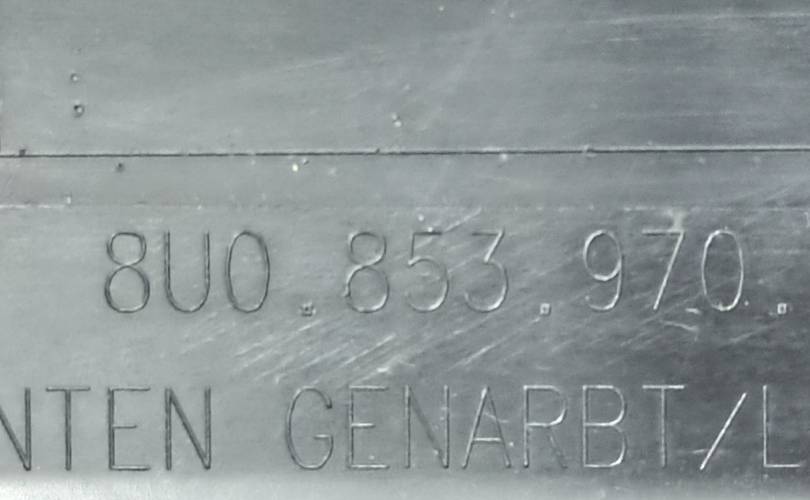 8U0.853.970.
NTEN GENARBT/L